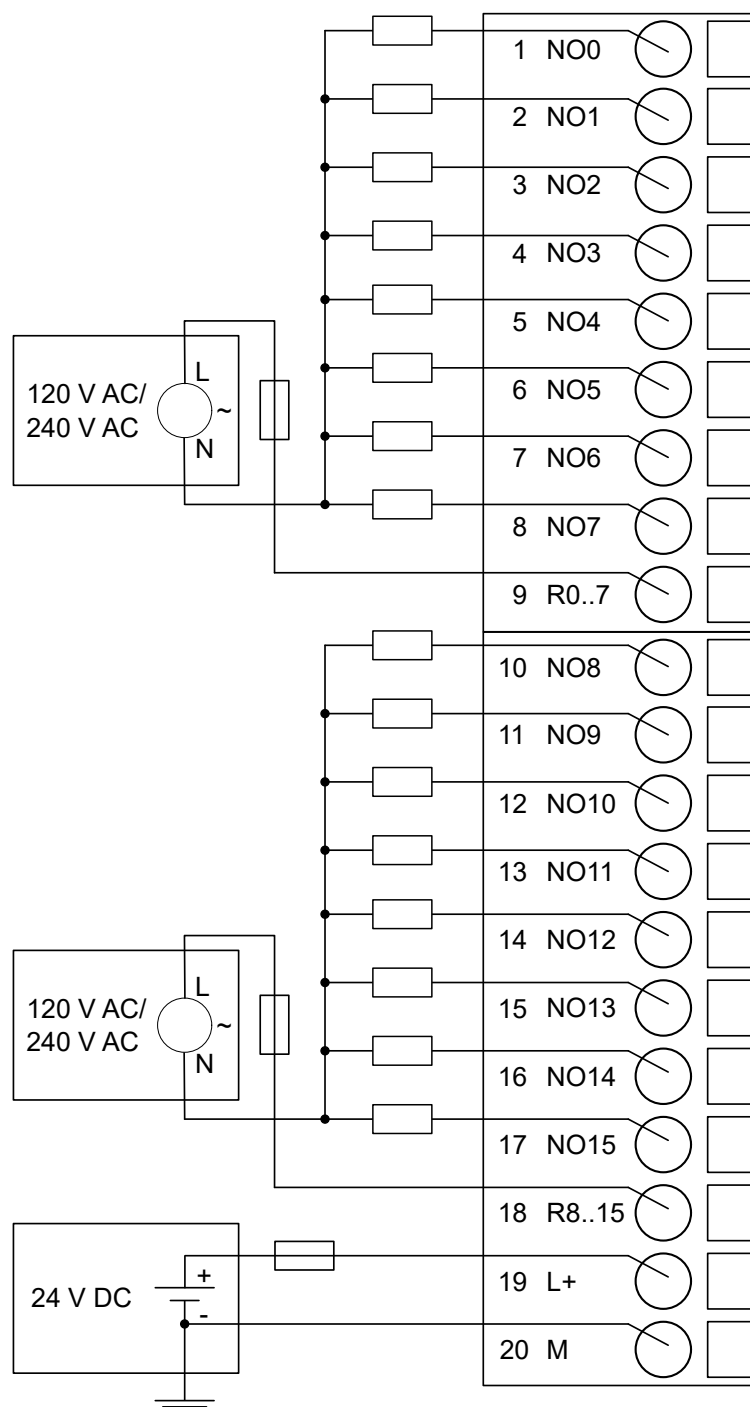 1 NO0
2 NO1
3 NO2
4 NO3
5 NO4
L
120 V AC/
240 V AC
~
N
6 NO5
7 NO6
8 NO7
9 R0..7
10 NO8
11 NO9
12 NO10
13 NO11
14 NO12
L
120 V AC/
240 V AC
~
N
15 NO13
16 NO14
17 NO15
18 R8..15
24 V DC
+
-
19 L+
20 M